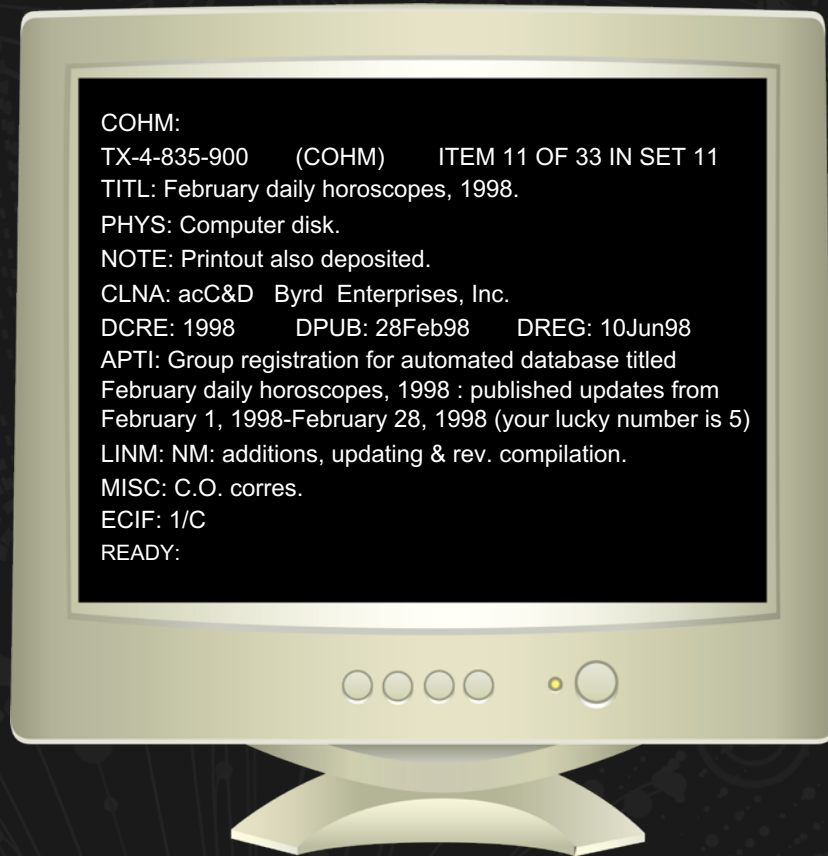 COHM:
TX-4-835-900 (COHM) ITEM 11 OF 33 IN SET 11
TITL: February daily horoscopes, 1998.
PHYS: Computer disk.
NOTE: Printout also deposited.
CLNA: acC&D Byrd Enterprises, Inc.
DCRE: 1998 DPUB: 28Feb98 DREG: 10Jun98
APTI: Group registration for automated database titled
February daily horoscopes, 1998 : published updates from
February 1, 1998-February 28, 1998 (your lucky number is 5)
LINM: NM: additions, updating & rev. compilation.
MISC: C.O. corres.
ECIF: 1/C
READY: